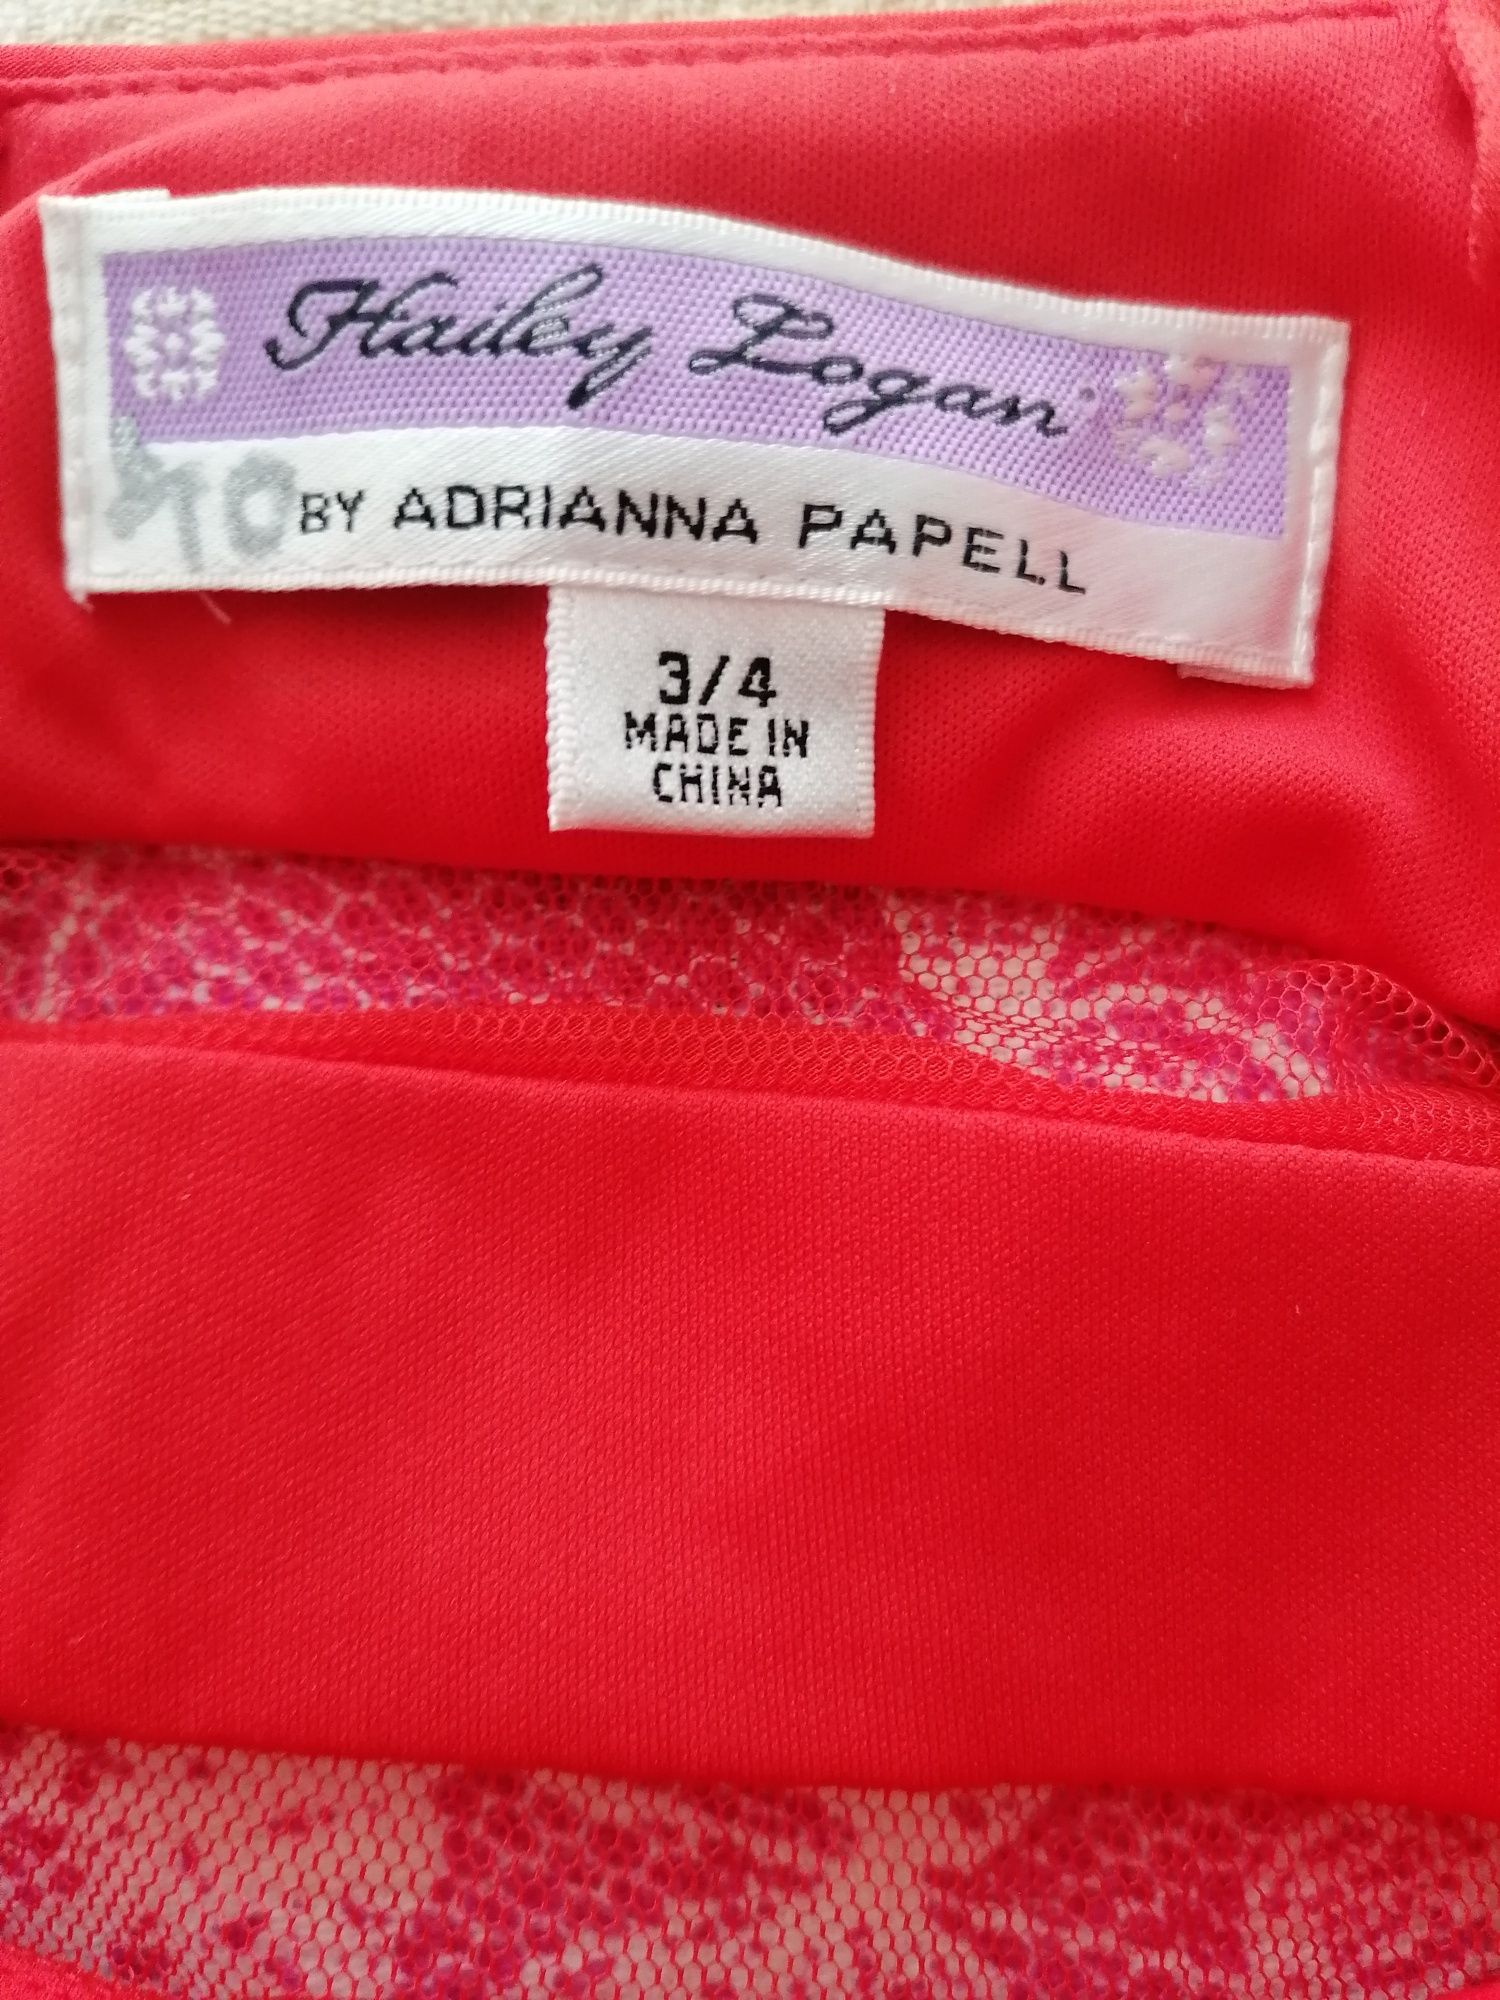 Hailey Logan
BY ADRIANNA PAPELL
3/4
MADE IN
CHINA